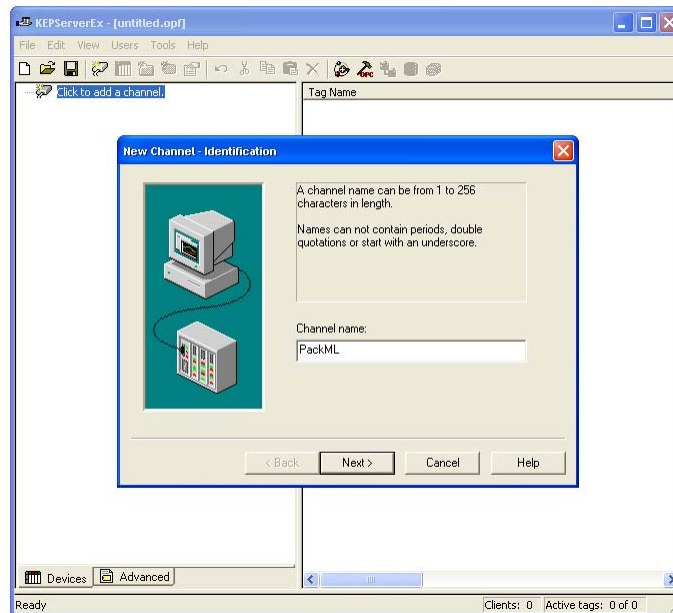 KEPServerEx - [untitled.opf]
File Edit View Users Tools Help
OPC
Click to add a channel.
Tag Name
New Channel - Identification
A channel name can be from 1 to 256
characters in length.
Names can not contain periods, double
quotations or start with an underscore.
Channel name:
PackML
< Back
Next >
Cancel
Help
Devices
Advanced
Ready
Clients: 0
Active tags: 0 of 0